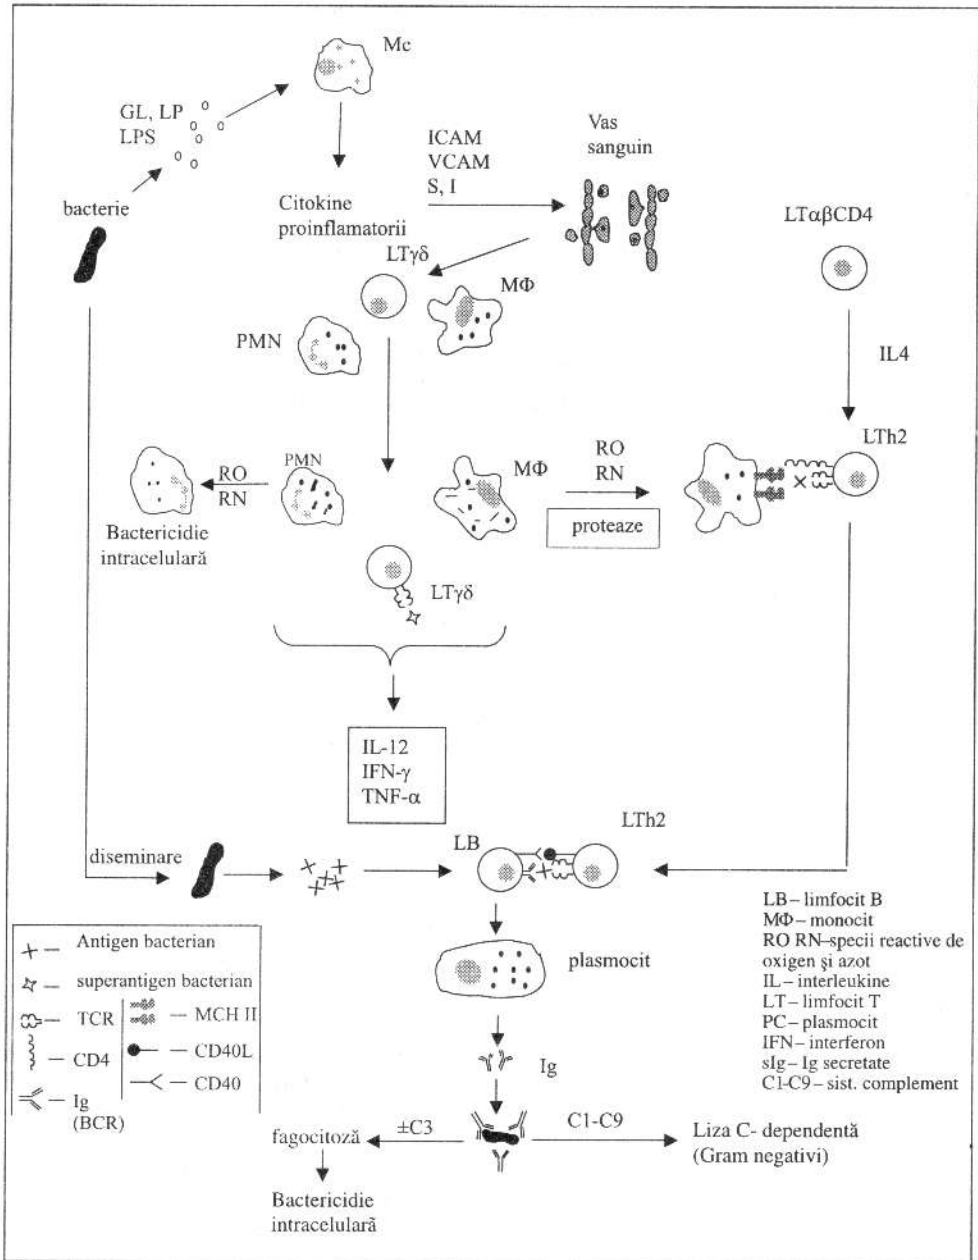 Mc
GL, LP
LPS
ICAM
VCAM
S, I
Vas
sanguin
bacterie
Citokine
proinflamatorii
LTαβCD4
LTγδ
MΦ
PMN
IL4
LTh2
RO
RN
PMN
MΦ
RO
RN
proteaze
Bactericidie
intracelulară
LTγδ
IL-12
IFN-γ
TNF-α
LB
LTh2
diseminare
LB – limfocit B
MΦ – monocit
RO RN–specii reactive de
oxigen şi azot
IL – interleukine
LT – limfocit T
PC – plasmocit
IFN – interferon
sIg – Ig secretate
C1-C9 – sist. complement
plasmocit
Antigen bacterian
superantigen bacterian
TCR
MCH II
CD4
CD40L
CD40
Ig
(BCR)
Ig
fagocitoză
±C3
C1-C9
Liza C- dependentă
(Gram negativi)
Bactericidie
intracelulară